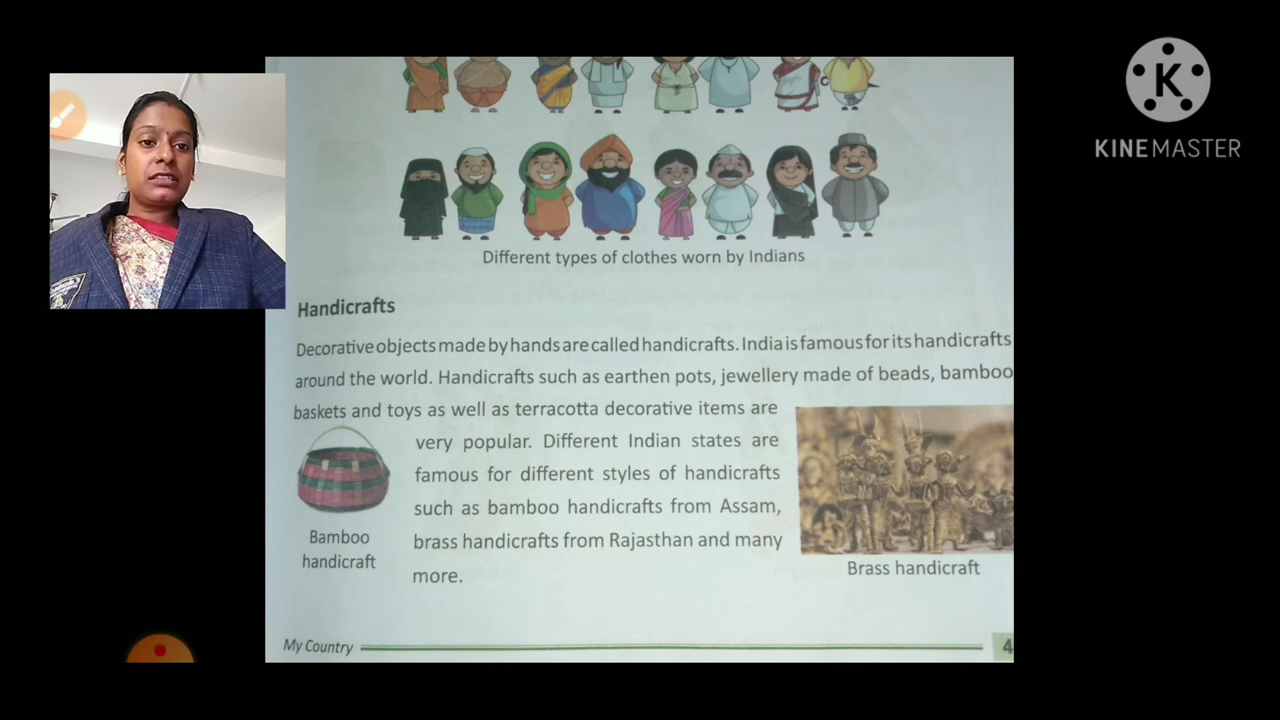 KINEMASTER
Different types of clothes worn by Indians
Handicrafts
Decorative objects made by hands are called handicrafts. India is famous for its handicrafts
around the world. Handicrafts such as earthen pots, jewellery made of beads, bamboo
baskets and toys as well as terracotta decorative items are
very popular. Different Indian states are
famous for different styles of handicrafts
such as bamboo handicrafts from Assam,
brass handicrafts from Rajasthan and many
more.
Bamboo
handicraft
Brass handicraft
My Country
4